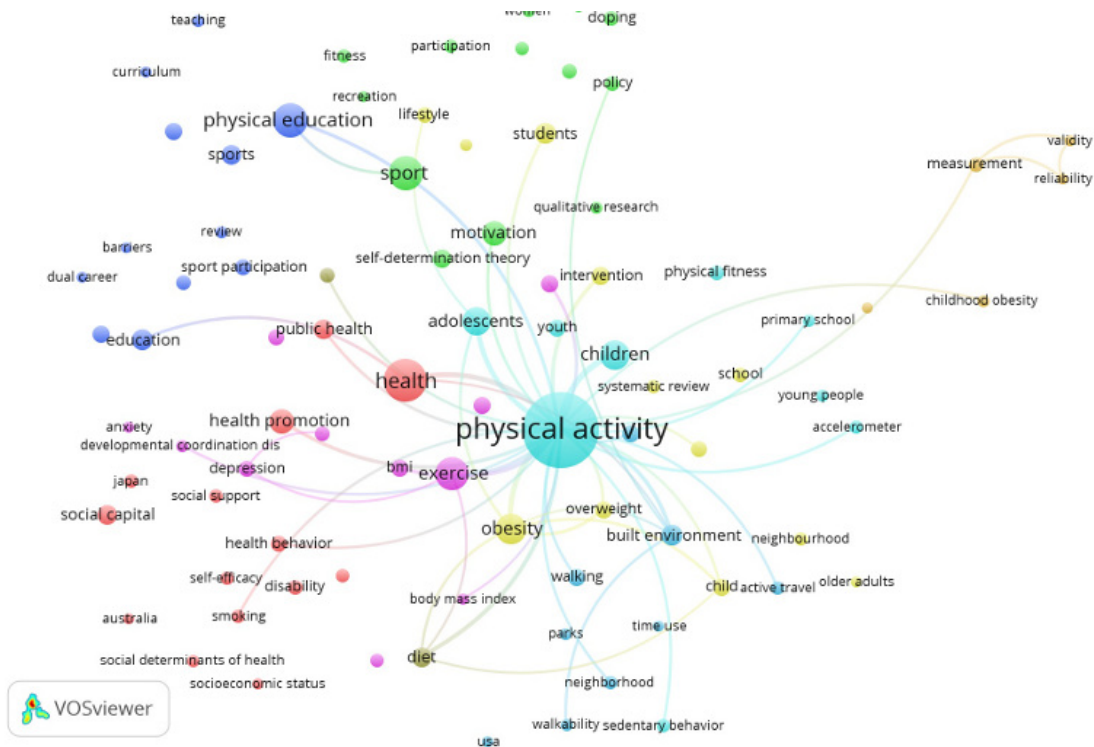 women
doping
teaching
participation
fitness
curriculum
policy
recreation
lifestyle
physical education
students
sports
validity
measurement
sport
reliability
qualitative research
review
motivation
barriers
self-determination theory
sport participation
dual career
intervention
physical fitness
childhood obesity
adolescents
youth
primary school
public health
education
children
health
systematic review
school
young people
health promotion
anxiety
physical activity
accelerometer
developmental coordination dis
depression
bmi
exercise
japan
social support
social capital
overweight
obesity
built environment
neighbourhood
health behavior
self-efficacy
disability
walking
child
active travel
older adults
body mass index
smoking
australia
time use
parks
social determinants of health
diet
socioeconomic status
neighborhood
VOSviewer
walkability
sedentary behavior
usa